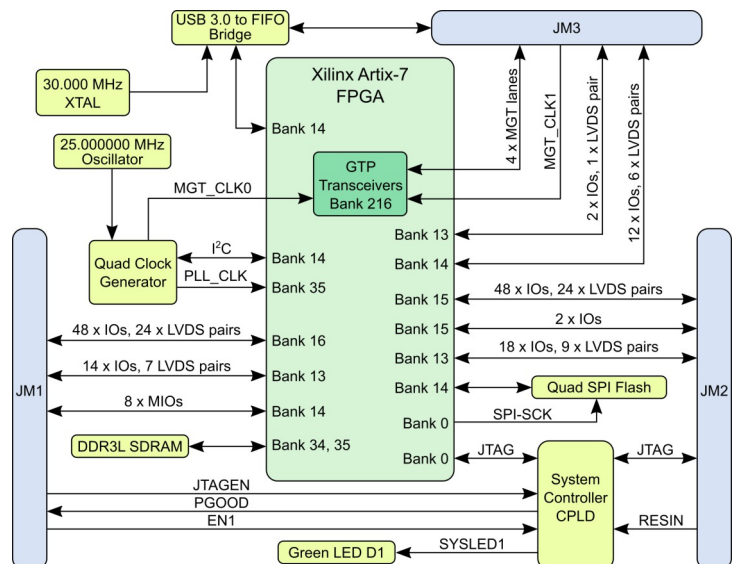 USB 3.0 to FIFO
Bridge
JM3
30.000 MHz
XTAL
Xilinx Artix-7
FPGA
Bank 14
25.000000 MHz
Oscillator
4 x MGT lanes
MGT_CLK1
2 x IOs, 1 x LVDS pair
12 x IOs, 6 x LVDS pairs
GTP
Transceivers
Bank 216
MGT_CLK0
Bank 13
Quad Clock
Generator
I²C
Bank 14
Bank 14
PLL_CLK
Bank 35
Bank 15
48 x IOs, 24 x LVDS pairs
48 x IOs, 24 x LVDS pairs
Bank 16
Bank 15
2 x IOs
14 x IOs, 7 LVDS pairs
Bank 13
Bank 13
18 x IOs, 9 x LVDS pairs
JM1
8 x MIOs
Bank 14
Bank 14
Quad SPI Flash
JM2
Bank 0
SPI-SCK
DDR3L SDRAM
Bank 34, 35
Bank 0
JTAG
JTAG
System
Controller
CPLD
JTAGEN
PGOOD
EN1
RESIN
Green LED D1
SYSLED1